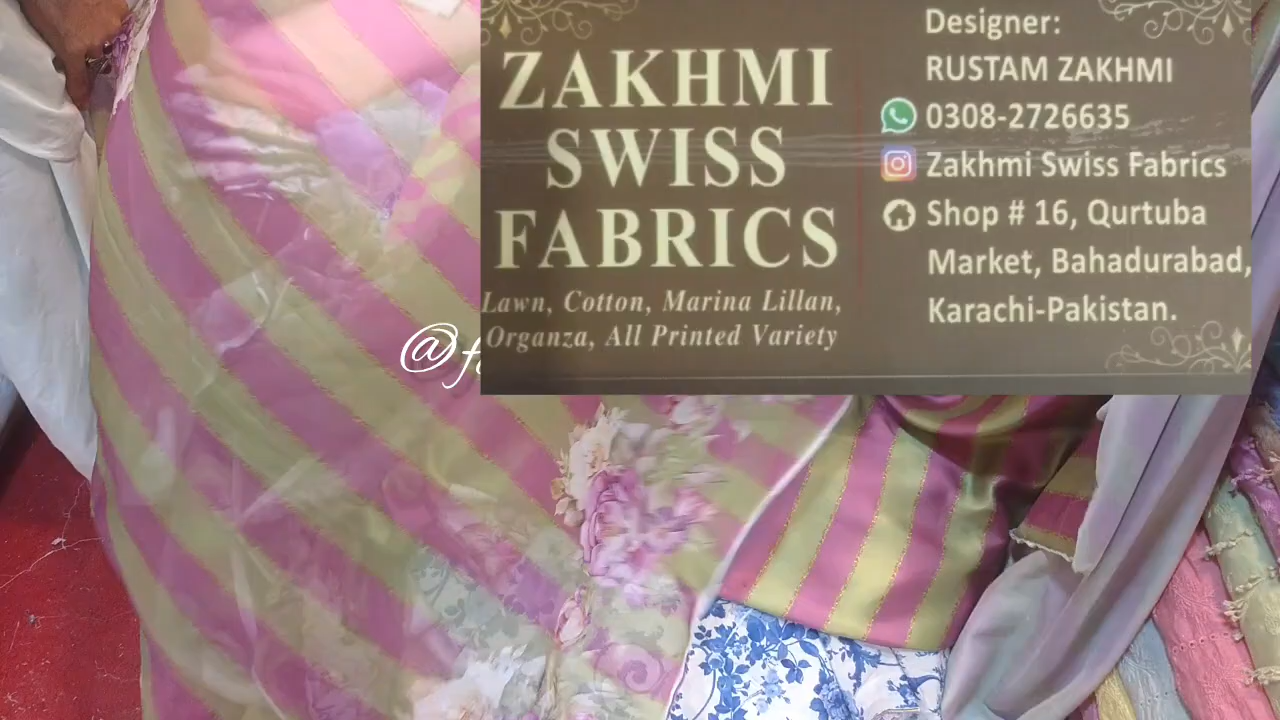 ZAKHMI
SWISS
FABRICS
Lawn, Cotton, Marina Lillan,
Organza, All Printed Variety
Designer:
RUSTAM ZAKHMI
0308-2726635
Zakhmi Swiss Fabrics
Shop # 16, Qurtuba
Market, Bahadurabad,
Karachi-Pakistan.